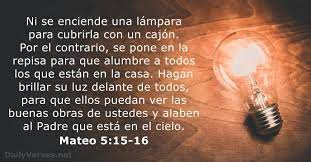 Ni se enciende una lámpara
para cubrirla con un cajón.
Por el contrario, se pone en la
repisa para que alumbre a todos
los que están en la casa. Hagan
brillar su luz delante de todos,
para que ellos puedan ver las
buenas obras de ustedes y alaben
al Padre que está en el cielo.
Mateo 5:15-16
DailyVerses.net